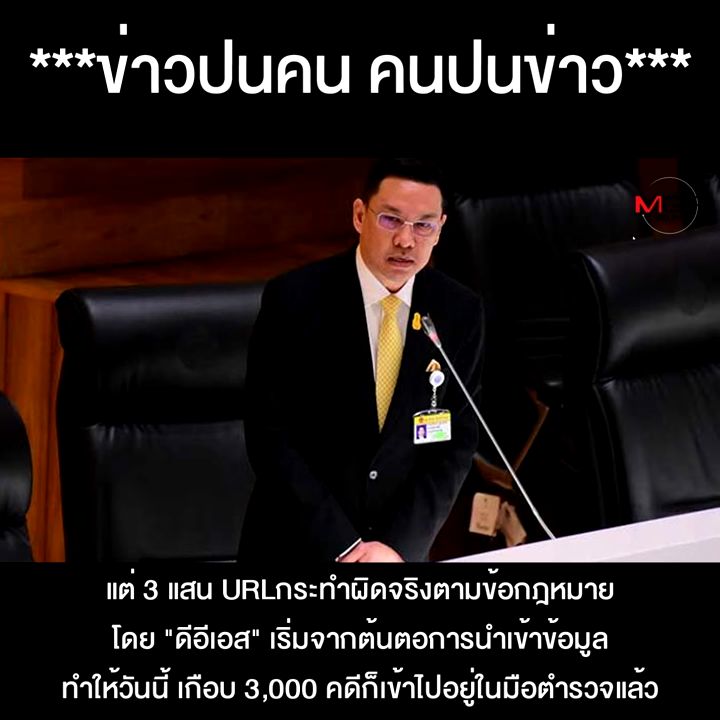 ***ข่าวปนคน คนปนข่าว***
M
แต่ 3 แสน URLกระทำผิดจริงตามข้อกฎหมาย
โดย "ดีอีเอส" เริ่มจากต้นตอการนำเข้าข้อมูล
ทำให้วันนี้ เกือบ 3,000 คดีก็เข้าไปอยู่ในมือตำรวจแล้ว